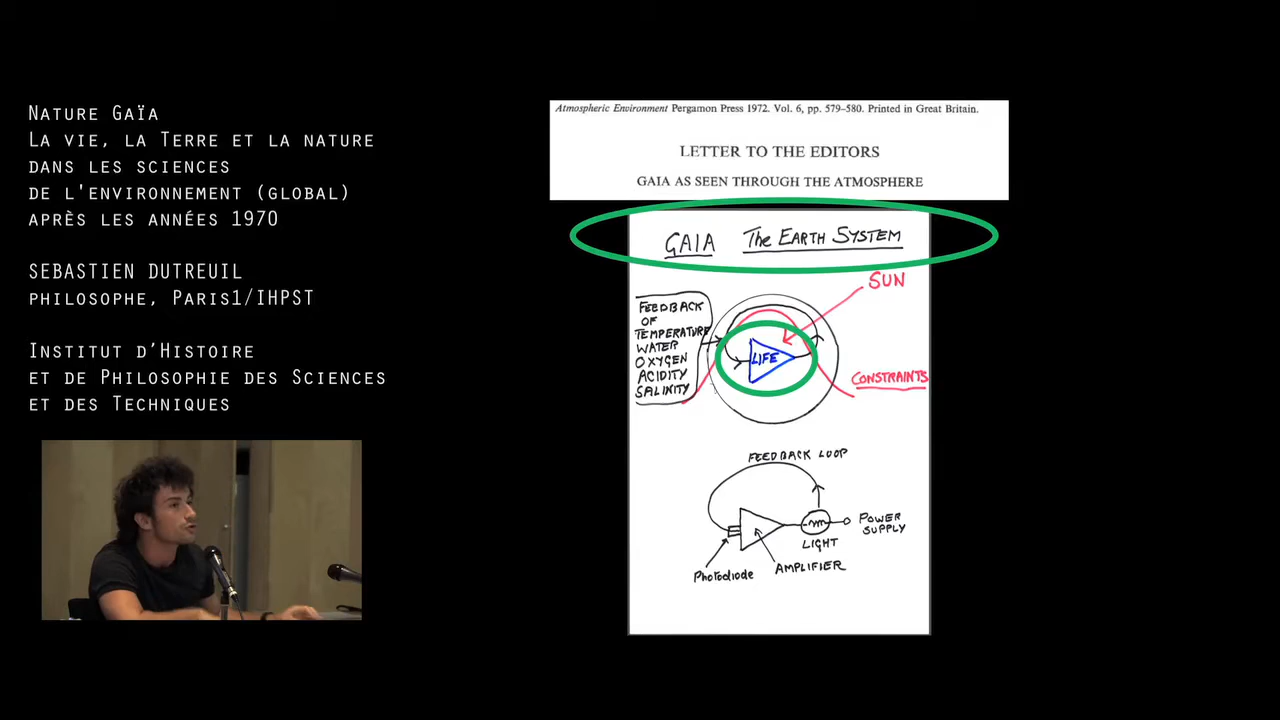 Nature Gaïa
La vie, la Terre et la nature
dans les sciences
de l'environnement (global)
après les années 1970
SEBASTIEN DUTREUIL
philosophe, Paris1/IHPST
Institut d'Histoire
et de Philosophie des Sciences
et des Techniques
Atmospheric Environment Pergamon Press 1972. Vol. 6, pp. 579–580. Printed in Great Britain.
LETTER TO THE EDITORS
GAIA AS SEEN THROUGH THE ATMOSPHERE
GAIA The EARTH SYSTEM
SUN
FEEDBACK
OF
TEMPERATURE
WATER
OXYGEN
ACIDITY
SALINITY
LIFE
CONSTRAINTS
FEEDBACK LOOP
POWER
SUPPLY
LIGHT
AMPLIFIER
Photodiode